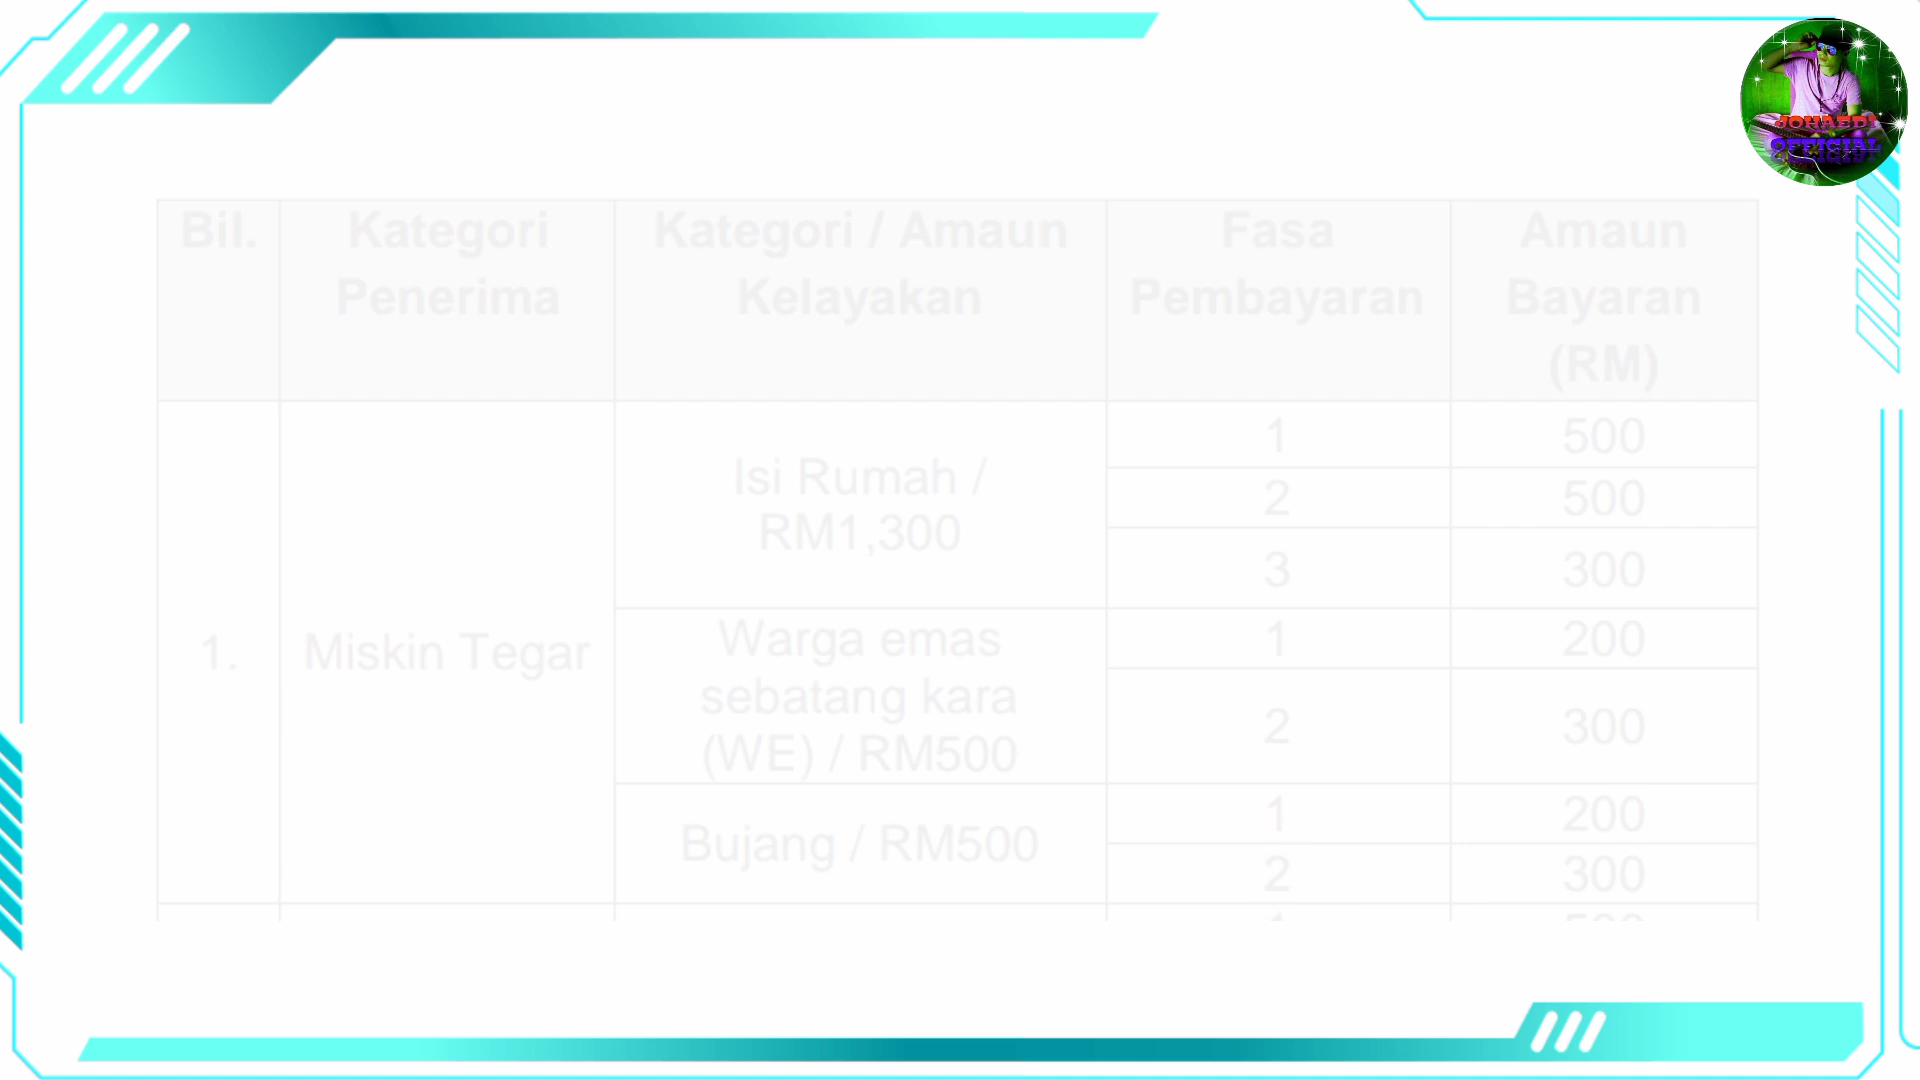 JOHAEDI
OFFICIAL
Bil.
Kategori
Penerima
Kategori / Amaun
Kelayakan
Fasa
Pembayaran
Amaun
Bayaran
(RM)
1.
Miskin Tegar
Isi Rumah /
RM1,300
1 500
2 500
3 300
Warga emas
sebatang kara
(WE) / RM500
1 200
2 300
Bujang / RM500
1 200
2 300